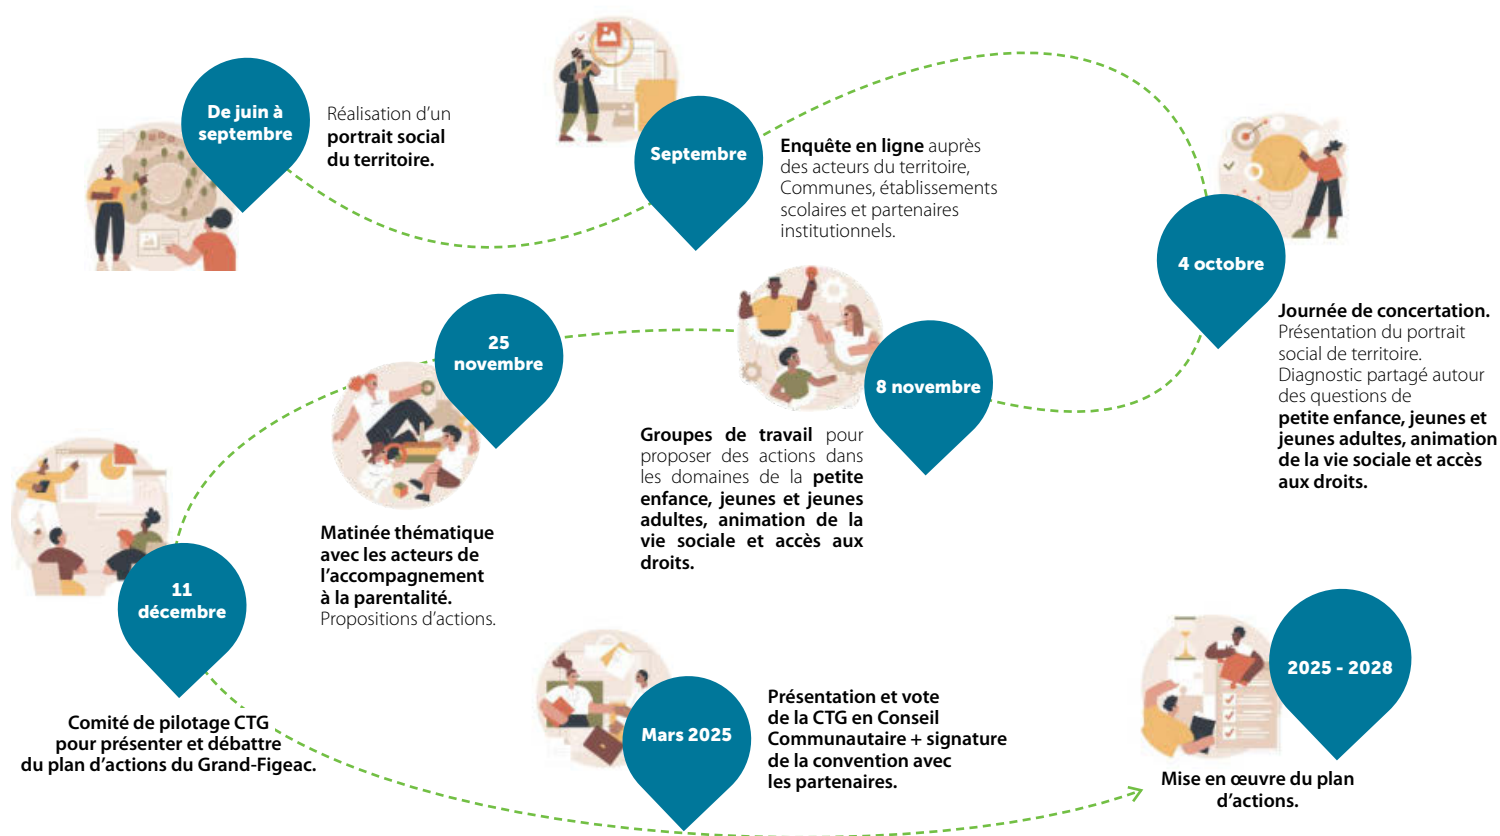 De juin à
septembre
Réalisation d'un
portrait social
du territoire.
Septembre
Enquête en ligne auprès
des acteurs du territoire,
Communes, établissements
scolaires et partenaires
institutionnels.
4 octobre
Journée de concertation.
Présentation du portrait
social de territoire.
Diagnostic partagé autour
des questions de
petite enfance, jeunes et
jeunes adultes, animation
de la vie sociale et accès
aux droits.
8 novembre
Groupes de travail pour
proposer des actions dans
les domaines de la petite
enfance, jeunes et jeunes
adultes, animation de la
vie sociale et accès aux
droits.
25
novembre
Matinée thématique
avec les acteurs de
l'accompagnement
à la parentalité.
Propositions d'actions.
11
décembre
Comité de pilotage CTG
pour présenter et débattre
du plan d'actions du Grand-Figeac.
Mars 2025
Présentation et vote
de la CTG en Conseil
Communautaire + signature
de la convention avec
les partenaires.
2025 - 2028
Mise en œuvre du plan
d'actions.